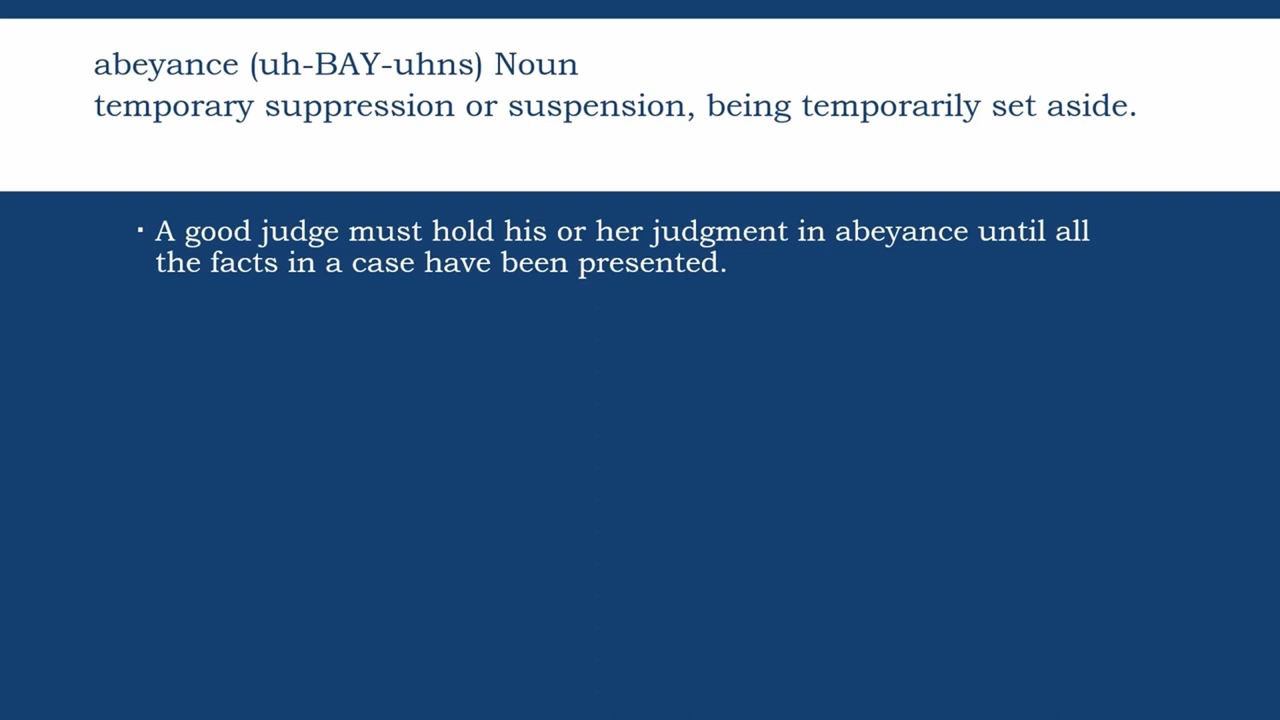 abeyance (uh-BAY-uhns) Noun
temporary suppression or suspension, being temporarily set aside.
▪ A good judge must hold his or her judgment in abeyance until all
the facts in a case have been presented.